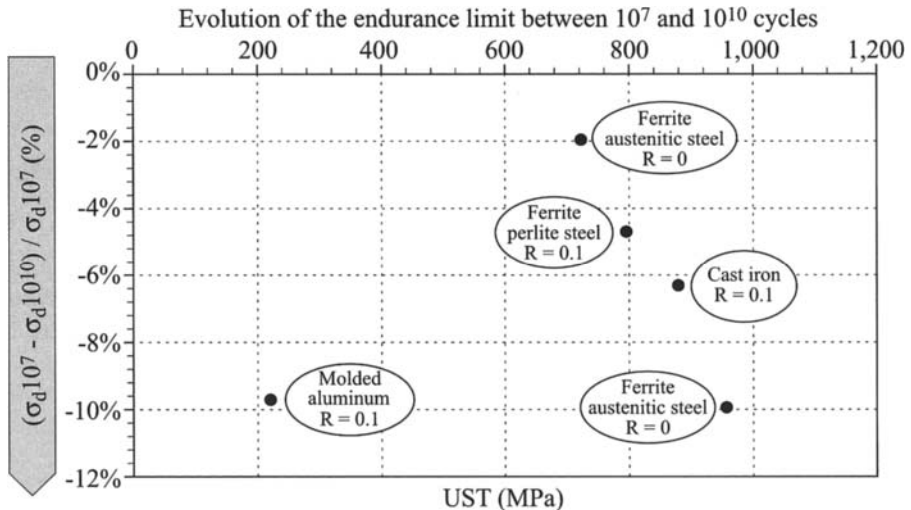 Evolution of the endurance limit between 10⁷ and 10¹⁰ cycles
0 200 400 600 800 1,000 1,200
0%
-2%
-4%
-6%
-8%
-10%
-12%
(σd10⁷ - σd10¹⁰) / σd10⁷ (%)
Ferrite
austenitic steel
R = 0
Ferrite
perlite steel
R = 0.1
Cast iron
R = 0.1
Molded
aluminum
R = 0.1
Ferrite
austenitic steel
R = 0
UST (MPa)